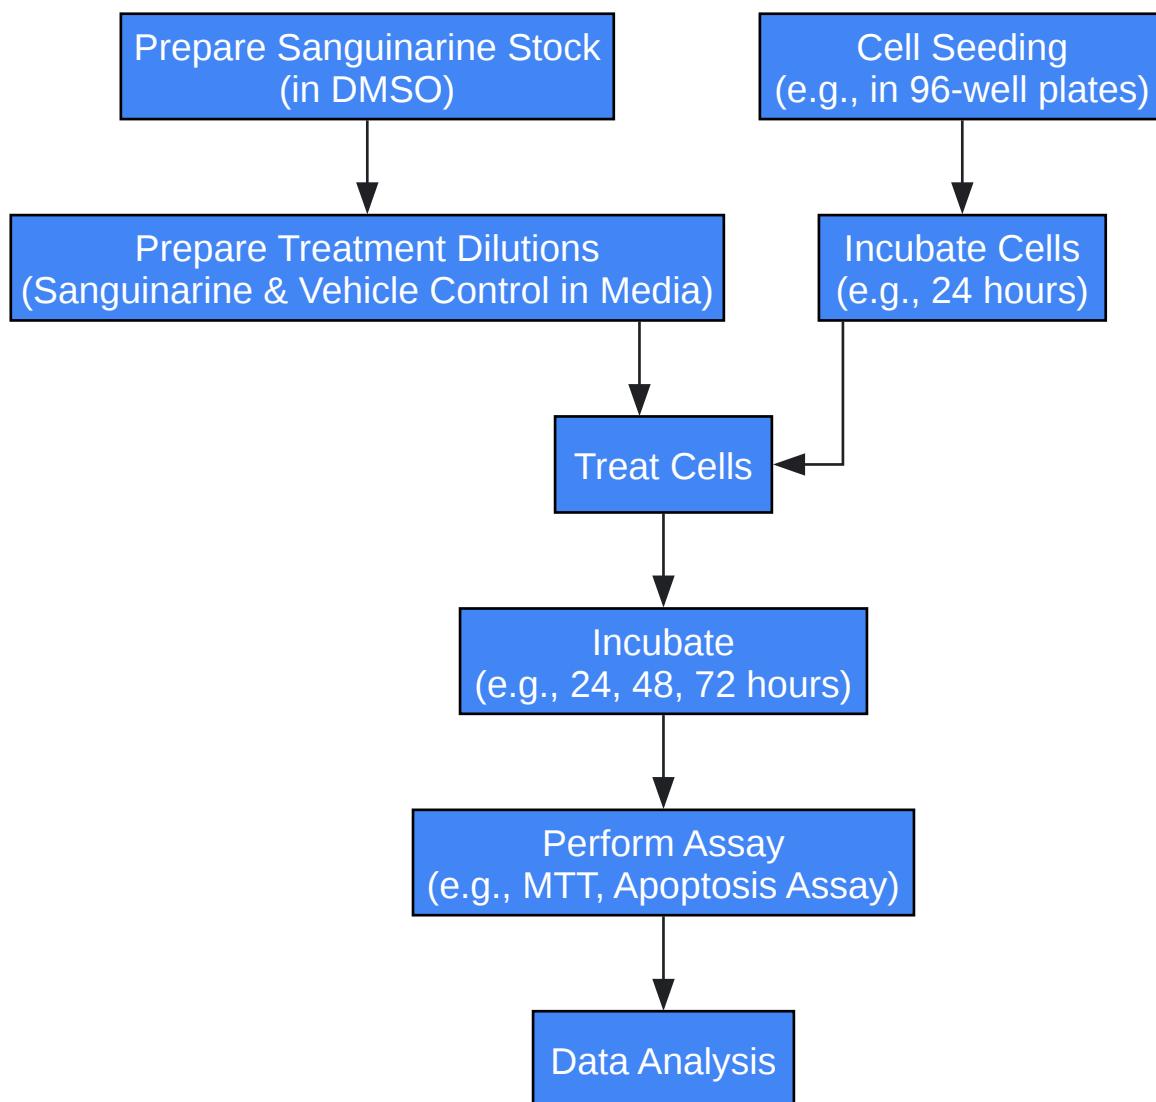 Prepare Sanguinarine Stock
(in DMSO)
Cell Seeding
(e.g., in 96-well plates)
Prepare Treatment Dilutions
(Sanguinarine & Vehicle Control in Media)
Incubate Cells
(e.g., 24 hours)
Treat Cells
Incubate
(e.g., 24, 48, 72 hours)
Perform Assay
(e.g., MTT, Apoptosis Assay)
Data Analysis